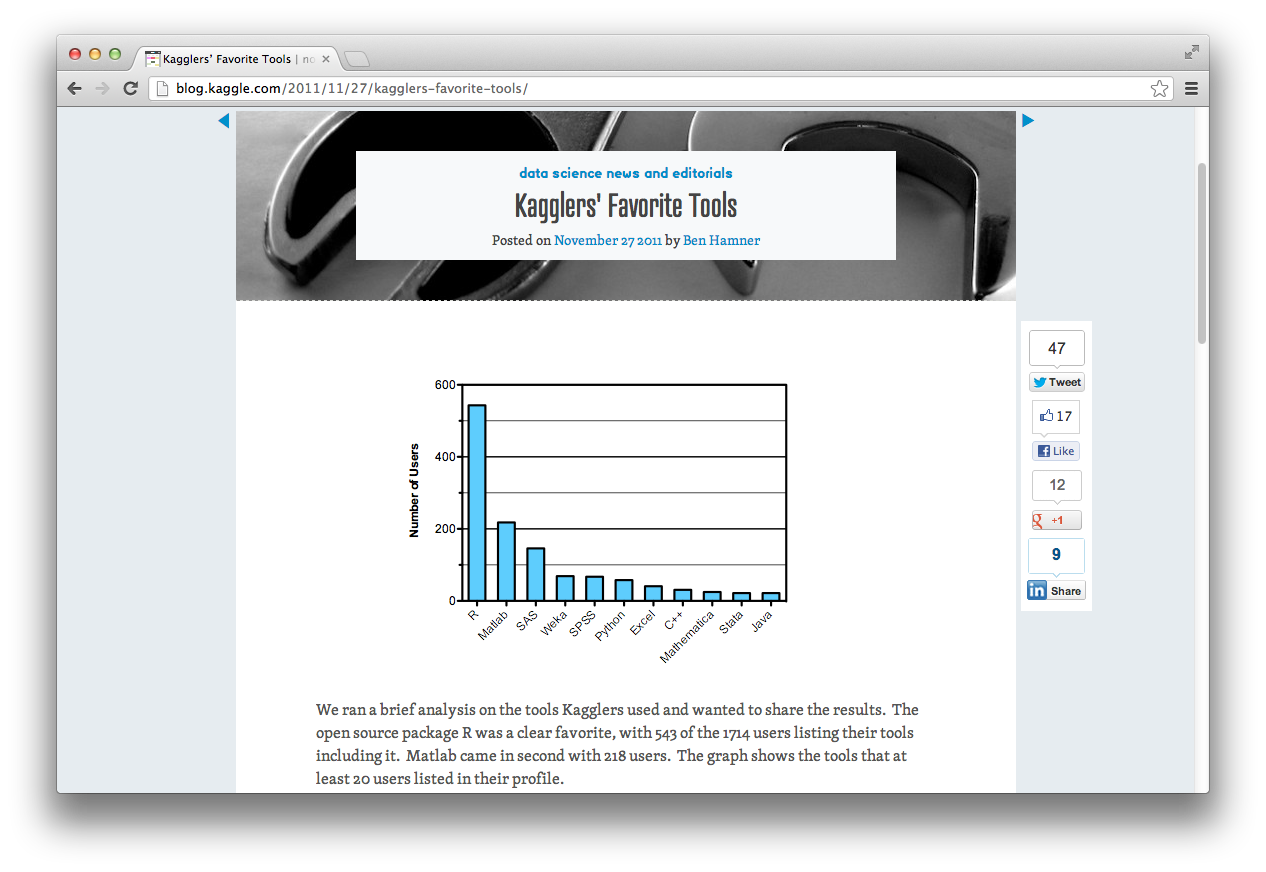 Kagglers' Favorite Tools | no
blog.kaggle.com/2011/11/27/kagglers-favorite-tools/
data science news and editorials
Kagglers' Favorite Tools
Posted on November 27 2011 by Ben Hamner
47
Tweet
17
Like
12
+1
9
in Share
600
400
200
0
Number of Users
R
Matlab
SAS
Weka
SPSS
Python
Excel
C++
Mathematica
Stata
Java
We ran a brief analysis on the tools Kagglers used and wanted to share the results. The
open source package R was a clear favorite, with 543 of the 1714 users listing their tools
including it. Matlab came in second with 218 users. The graph shows the tools that at
least 20 users listed in their profile.